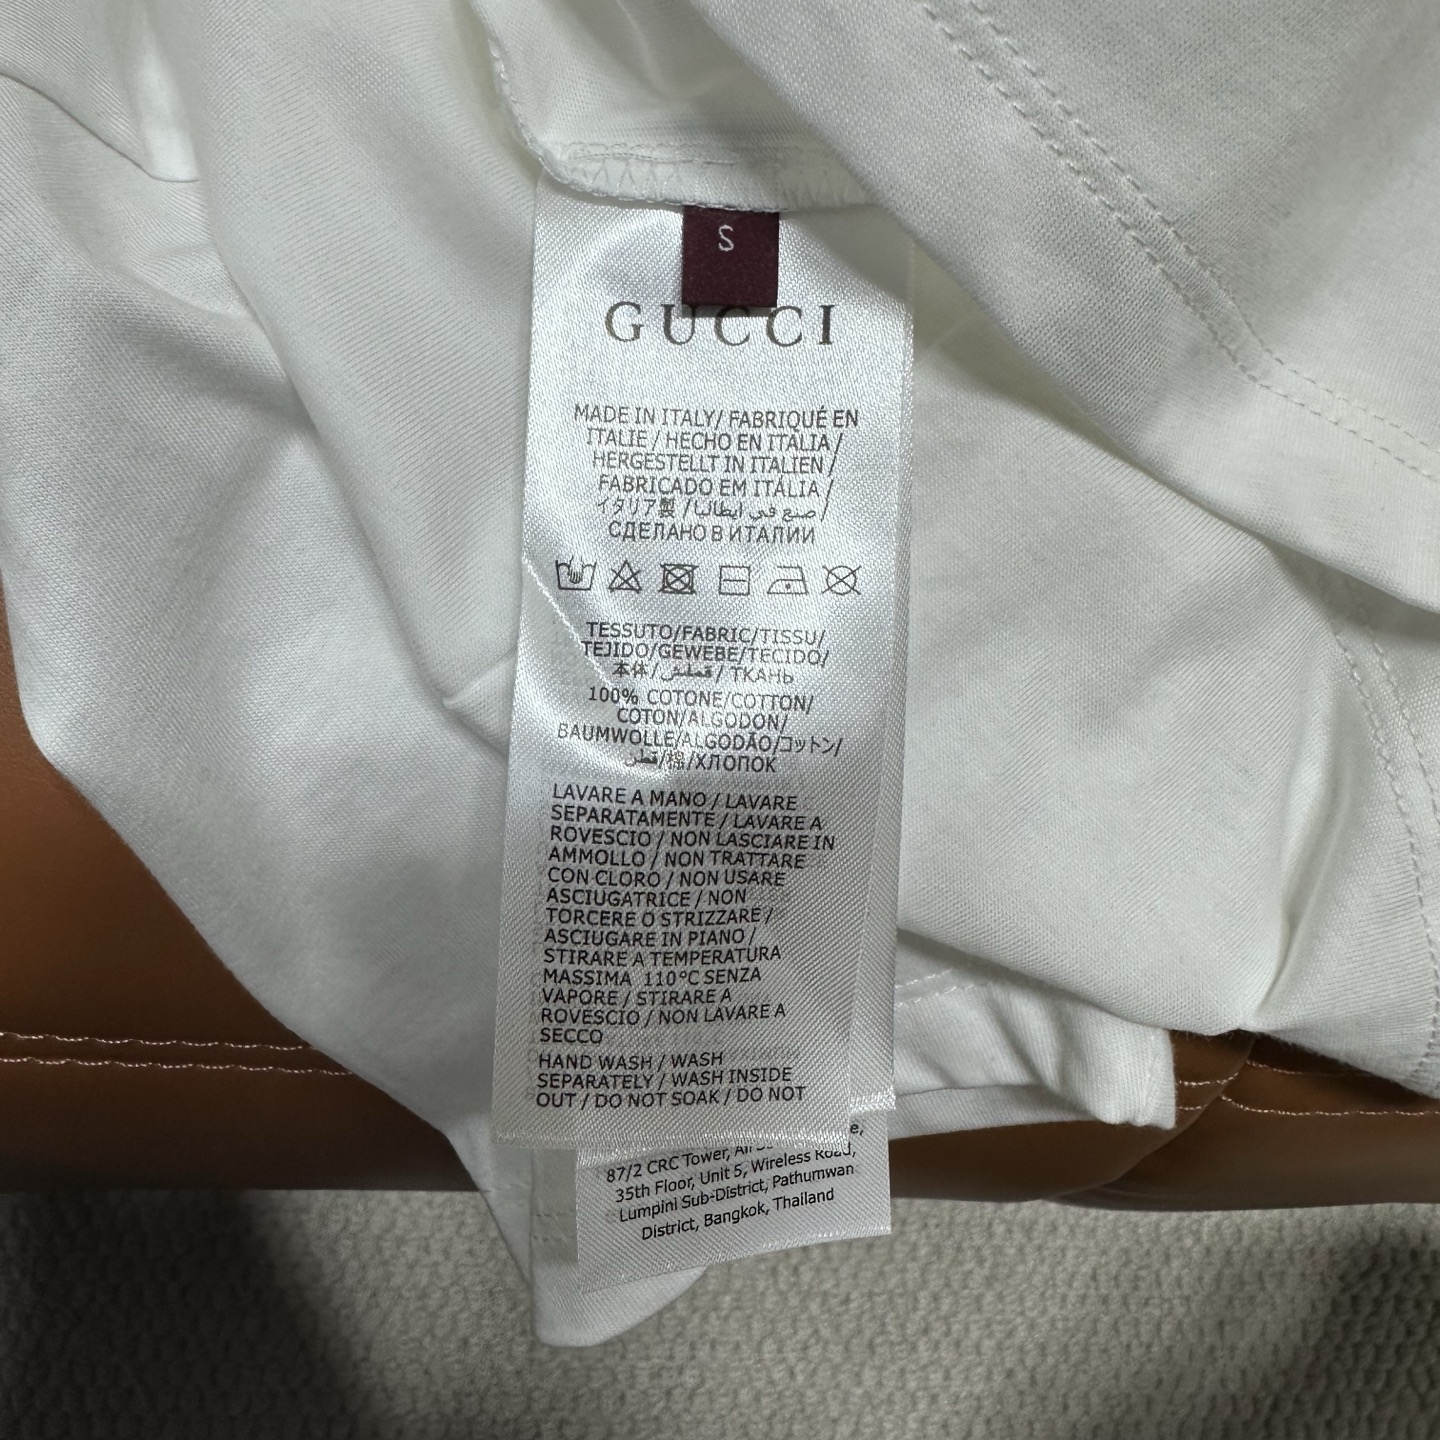 S
GUCCI
MADE IN ITALY/ FABRIQUÉ EN
ITALIE / HECHO EN ITALIA /
HERGESTELLT IN ITALIEN /
FABRICADO EM ITÁLIA /
イタリア製 / صنع في ايطاليا /
СДЕЛАНО В ИТАЛИИ
TESSUTO/FABRIC/TISSU/
TEJIDO/GEWEBE/TECIDO/
本体/قماش/ ТКАНЬ
100% COTONE/COTTON/
COTON/ALGODON/
BAUMWOLLE/ALGODÃO/コットン/
قطن/棉/ХЛОПОК
LAVARE A MANO / LAVARE
SEPARATAMENTE / LAVARE A
ROVESCIO / NON LASCIARE IN
AMMOLLO / NON TRATTARE
CON CLORO / NON USARE
ASCIUGATRICE / NON
TORCERE O STRIZZARE /
ASCIUGARE IN PIANO /
STIRARE A TEMPERATURA
MASSIMA 110°C SENZA
VAPORE / STIRARE A
ROVESCIO / NON LAVARE A
SECCO
HAND WASH / WASH
SEPARATELY / WASH INSIDE
OUT / DO NOT SOAK / DO NOT
87/2 CRC Tower, All
35th Floor, Unit 5, Wireless Road,
Lumpini Sub-District, Pathumwan
District, Bangkok, Thailand